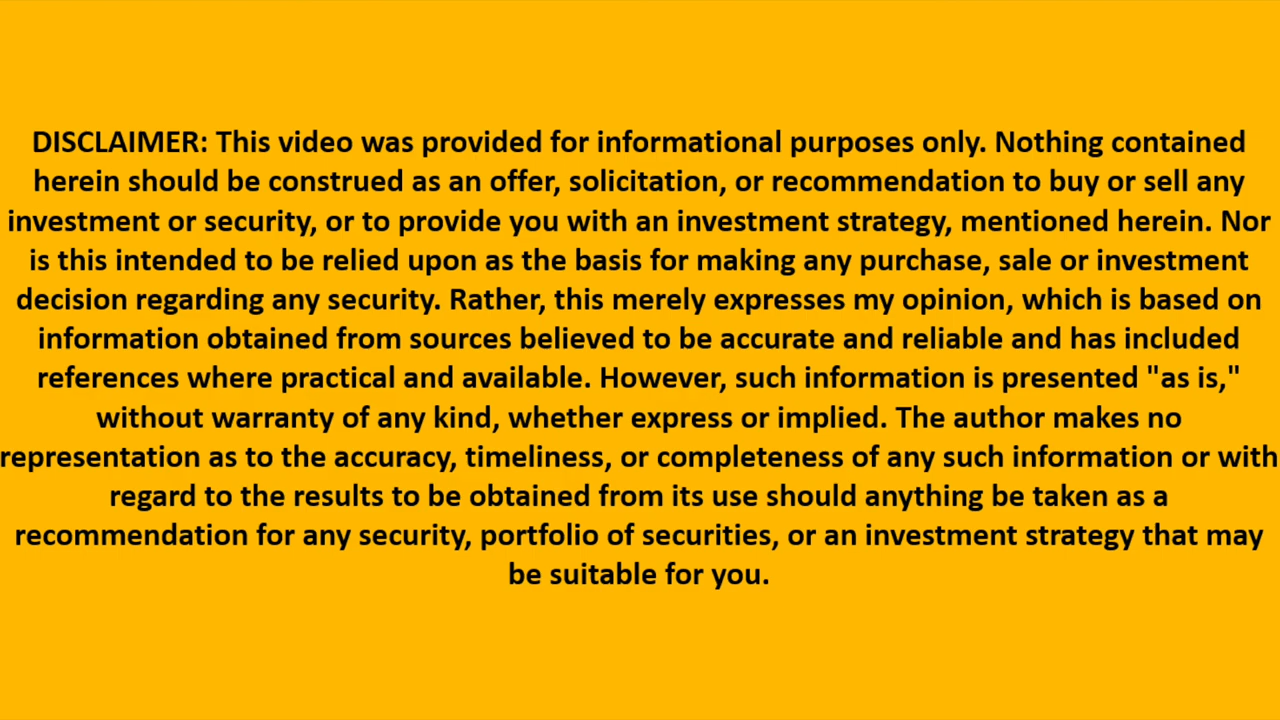 DISCLAIMER: This video was provided for informational purposes only. Nothing contained
herein should be construed as an offer, solicitation, or recommendation to buy or sell any
investment or security, or to provide you with an investment strategy, mentioned herein. Nor
is this intended to be relied upon as the basis for making any purchase, sale or investment
decision regarding any security. Rather, this merely expresses my opinion, which is based on
information obtained from sources believed to be accurate and reliable and has included
references where practical and available. However, such information is presented "as is,"
without warranty of any kind, whether express or implied. The author makes no
representation as to the accuracy, timeliness, or completeness of any such information or with
regard to the results to be obtained from its use should anything be taken as a
recommendation for any security, portfolio of securities, or an investment strategy that may
be suitable for you.